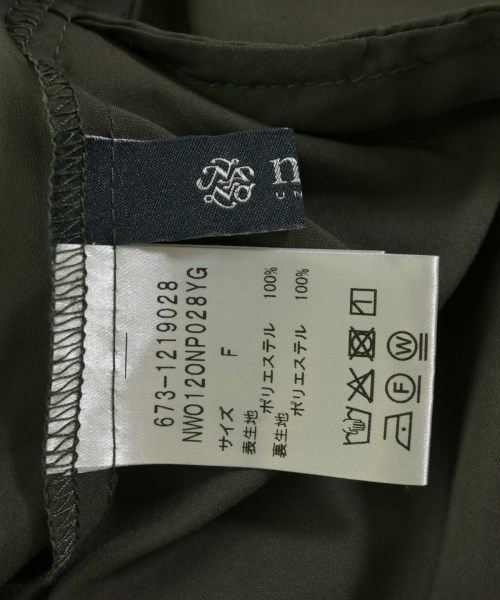 673-1219028
NWO120NP028YG
サイズ F
表生地 ポリエステル 100%
裏生地 ポリエステル 100%
F W